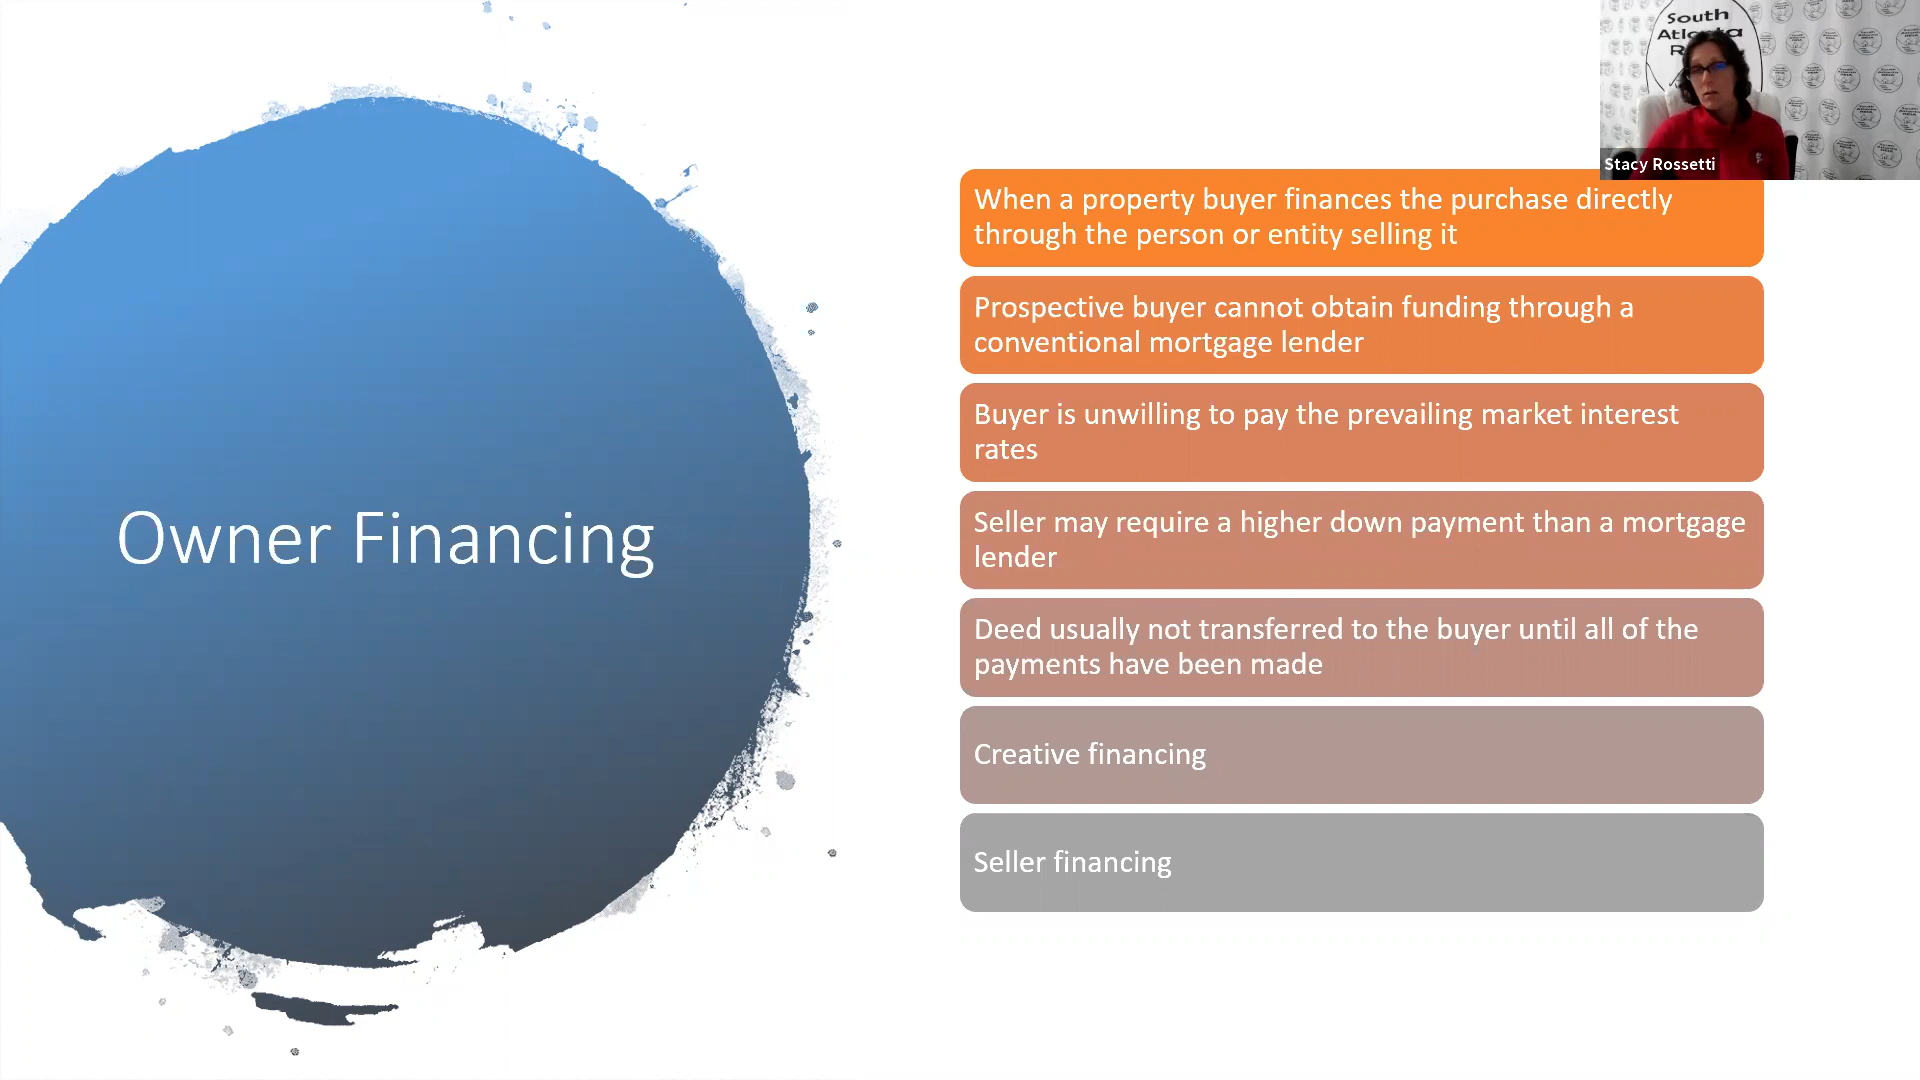 South
Atlanta
Stacy Rossetti
Owner Financing
When a property buyer finances the purchase directly
through the person or entity selling it
Prospective buyer cannot obtain funding through a
conventional mortgage lender
Buyer is unwilling to pay the prevailing market interest
rates
Seller may require a higher down payment than a mortgage
lender
Deed usually not transferred to the buyer until all of the
payments have been made
Creative financing
Seller financing